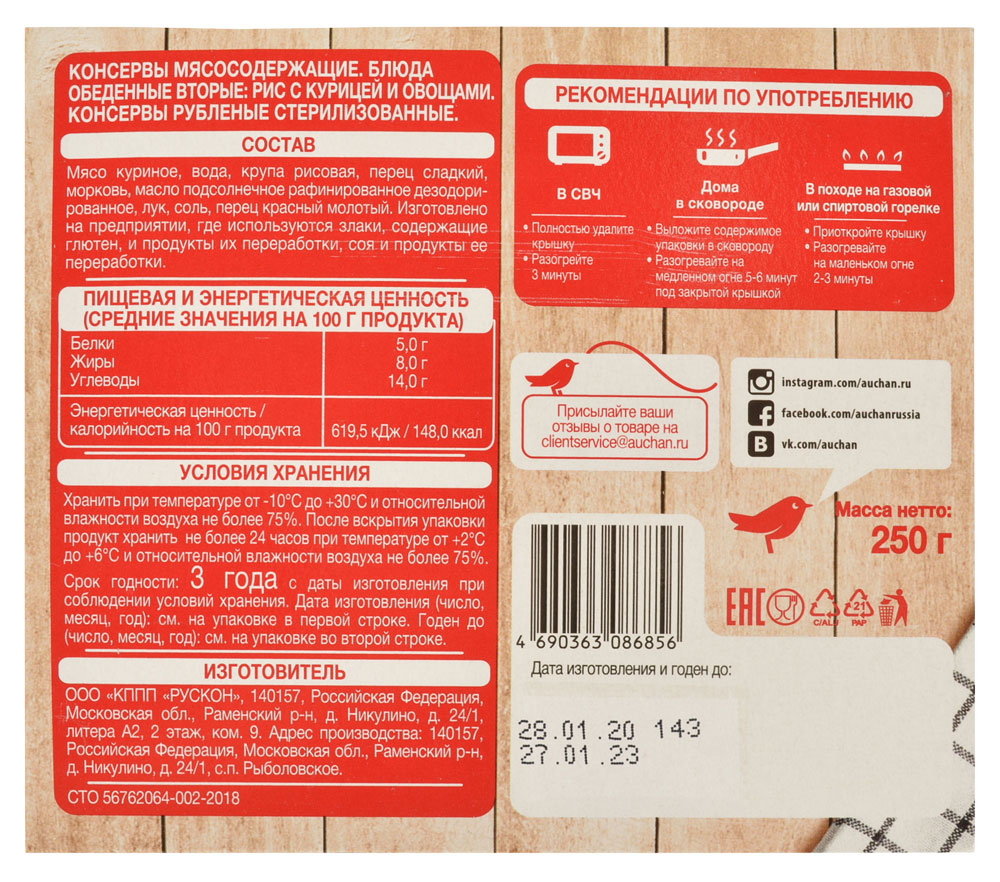 КОНСЕРВЫ МЯСОСОДЕРЖАЩИЕ. БЛЮДА
ОБЕДЕННЫЕ ВТОРЫЕ: РИС С КУРИЦЕЙ И ОВОЩАМИ.
КОНСЕРВЫ РУБЛЕНЫЕ СТЕРИЛИЗОВАННЫЕ.
СОСТАВ
Мясо куриное, вода, крупа рисовая, перец сладкий,
морковь, масло подсолнечное рафинированное дезодори-
рованное, лук, соль, перец красный молотый. Изготовлено
на предприятии, где используются злаки, содержащие
глютен, и продукты их переработки, соя и продукты ее
переработки.
ПИЩЕВАЯ И ЭНЕРГЕТИЧЕСКАЯ ЦЕННОСТЬ
(СРЕДНИЕ ЗНАЧЕНИЯ НА 100 Г ПРОДУКТА)
Белки 5,0 г
Жиры 8,0 г
Углеводы 14,0 г
Энергетическая ценность /
калорийность на 100 г продукта 619,5 кДж / 148,0 ккал
УСЛОВИЯ ХРАНЕНИЯ
Хранить при температуре от -10°С до +30°С и относительной
влажности воздуха не более 75%. После вскрытия упаковки
продукт хранить не более 24 часов при температуре от +2°С
до +6°С и относительной влажности воздуха не более 75%.
Срок годности: 3 года с даты изготовления при
соблюдении условий хранения. Дата изготовления (число,
месяц, год): см. на упаковке в первой строке. Годен до
(число, месяц, год): см. на упаковке во второй строке.
ИЗГОТОВИТЕЛЬ
ООО «КППП «РУСКОН», 140157, Российская Федерация,
Московская обл., Раменский р-н, д. Никулино, д. 24/1,
литера А2, 2 этаж, ком. 9. Адрес производства: 140157,
Российская Федерация, Московская обл., Раменский р-н,
д. Никулино, д. 24/1, с.п. Рыболовское.
СТО 56762064-002-2018
РЕКОМЕНДАЦИИ ПО УПОТРЕБЛЕНИЮ
В СВЧ
• Полностью удалите
крышку
• Разогрейте
3 минуты
Дома
в сковороде
• Выложите содержимое
упаковки в сковороду
• Разогревайте на
медленном огне 5-6 минут
под закрытой крышкой
В походе на газовой
или спиртовой горелке
• Приоткройте крышку
• Разогревайте
на маленьком огне
2-3 минуты
Присылайте ваши
отзывы о товаре на
clientservice@auchan.ru
instagram.com/auchan.ru
facebook.com/auchanrussia
vk.com/auchan
Масса нетто:
250 г
EAC
C/ALU
21
PAP
4 690363 086856
Дата изготовления и годен до:
28.01.20 143
27.01.23